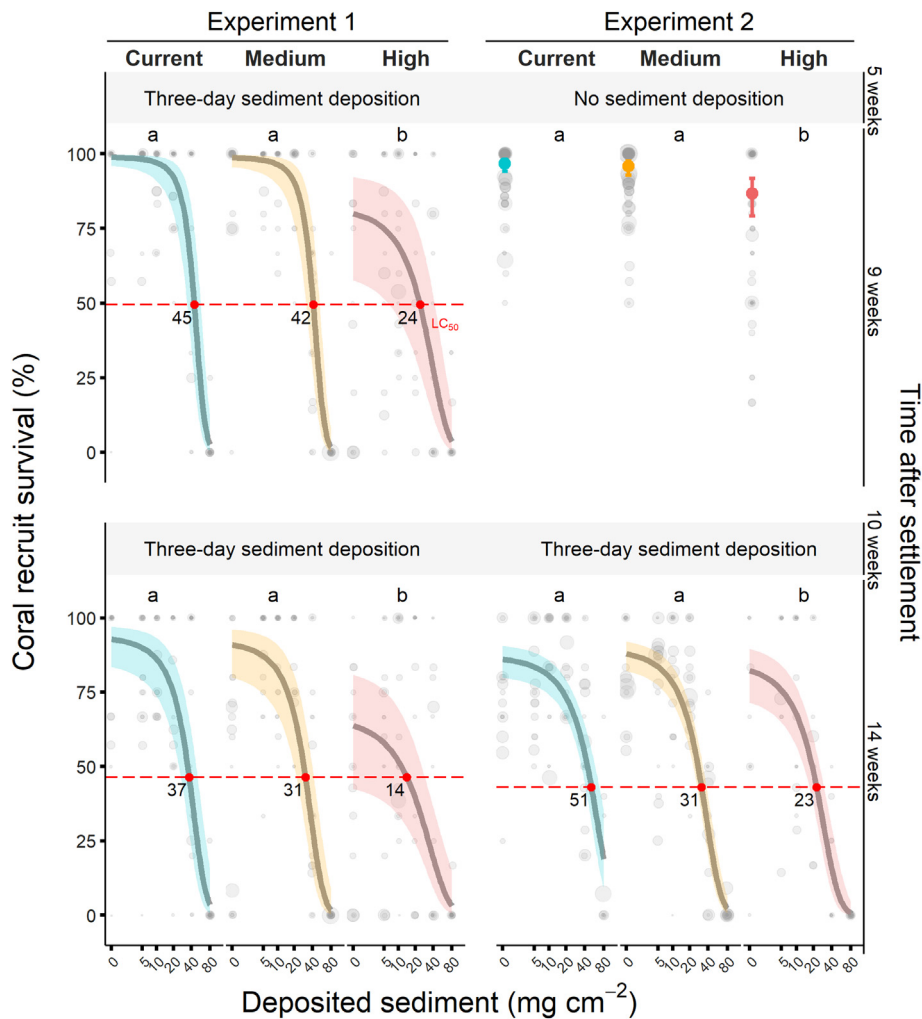 Experiment 1
Experiment 2
Current
Medium
High
Current
Medium
High
Three-day sediment deposition
No sediment deposition
5 weeks
a
a
b
a
a
b
100
75
50
25
0
45
42
24
LC50
9 weeks
Coral recruit survival (%)
Time after settlement
Three-day sediment deposition
Three-day sediment deposition
10 weeks
a
a
b
a
a
b
100
75
50
25
0
37
31
14
51
31
23
14 weeks
0 5 10 20 40 80
0 5 10 20 40 80
0 5 10 20 40 80
0 5 10 20 40 80
0 5 10 20 40 80
0 5 10 20 40 80
Deposited sediment (mg cm−2)